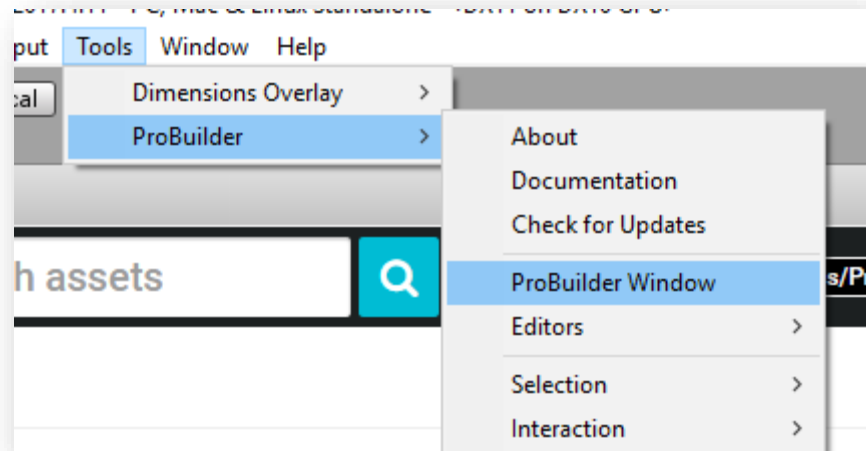 put Tools Window Help
cal
Dimensions Overlay
ProBuilder
About
Documentation
Check for Updates
h assets
ProBuilder Window
s/Pr
Editors
Selection
Interaction